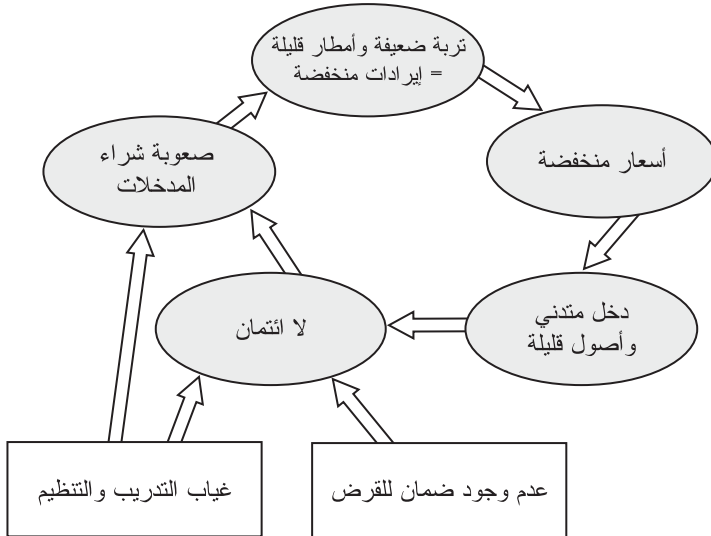 تربة ضعيفة وأمطار قليلة
= إيرادات منخفضة
أسعار منخفضة
صعوبة شراء
المدخلات
دخل متدني
وأصول قليلة
لا ائتمان
عدم وجود ضمان للقرض
غياب التدريب والتنظيم